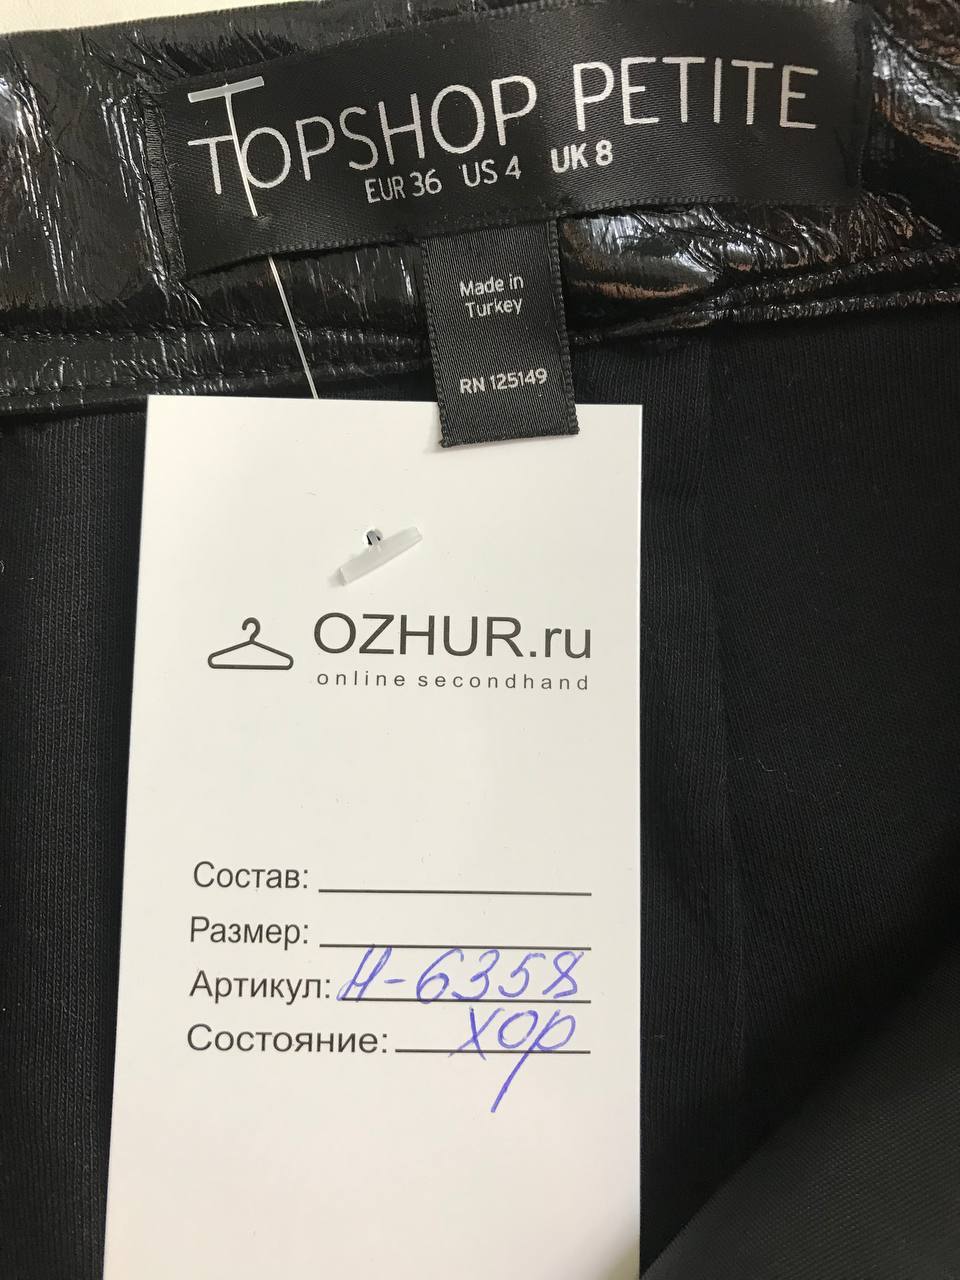 TOPSHOP PETITE
EUR 36 US 4 UK 8
Made in
Turkey
RN 125149
OZHUR.ru
online secondhand
Состав:
Размер:
Артикул: Н-6358
Состояние: хор